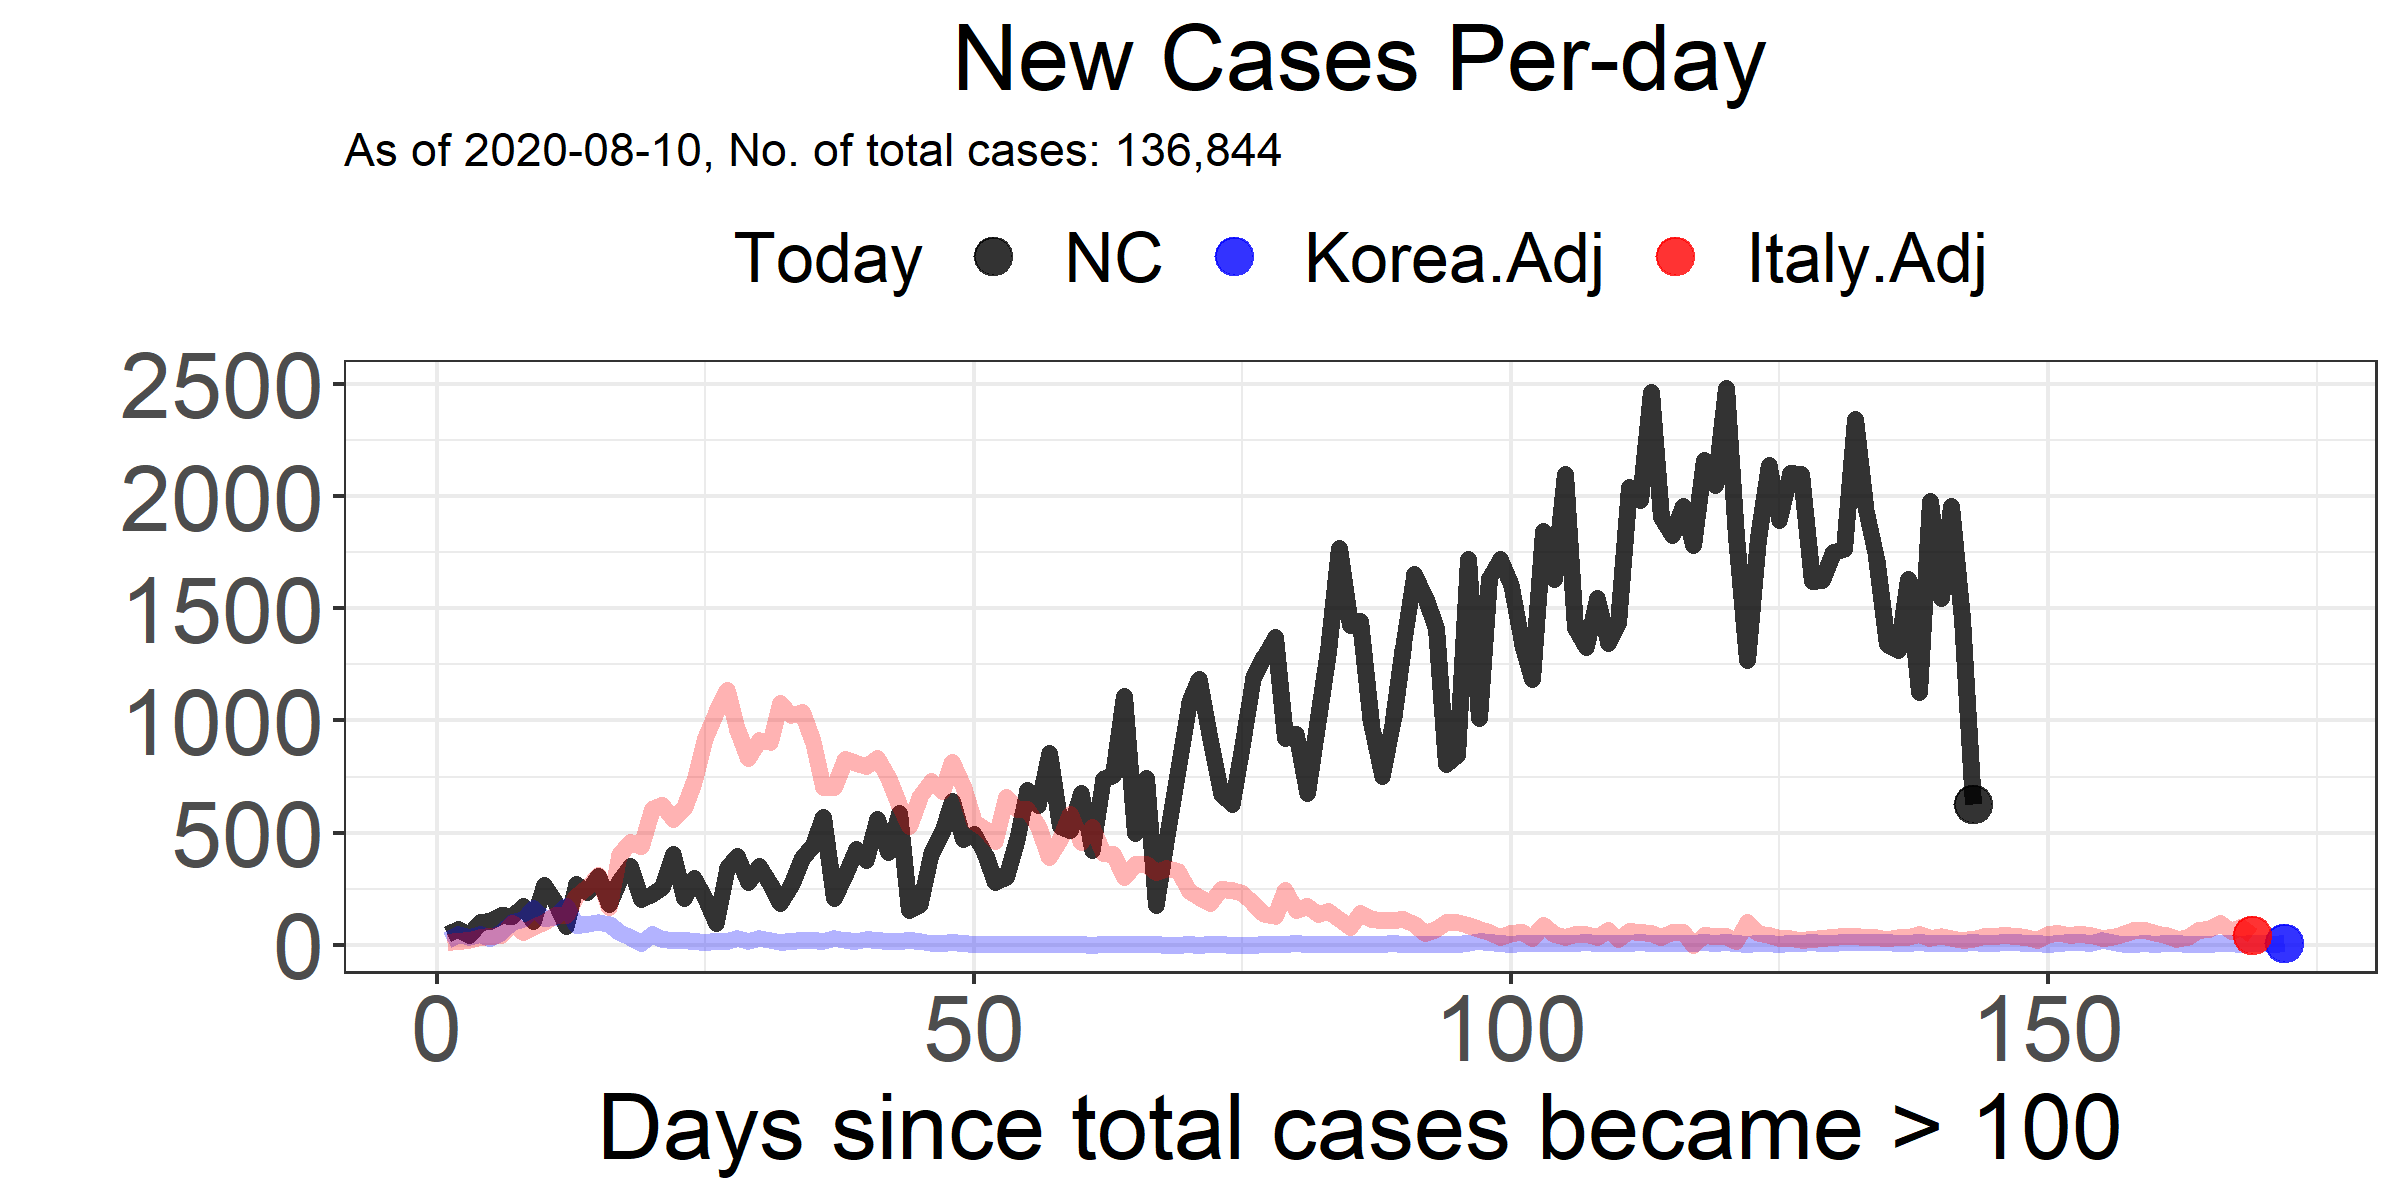 New Cases Per-day
As of 2020-08-10, No. of total cases: 136,844
Today NC Korea.Adj Italy.Adj
2500
2000
1500
1000
500
0
0 50 100 150
Days since total cases became > 100